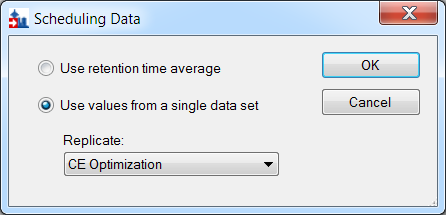 Scheduling Data
Use retention time average
OK
Use values from a single data set
Cancel
Replicate:
CE Optimization